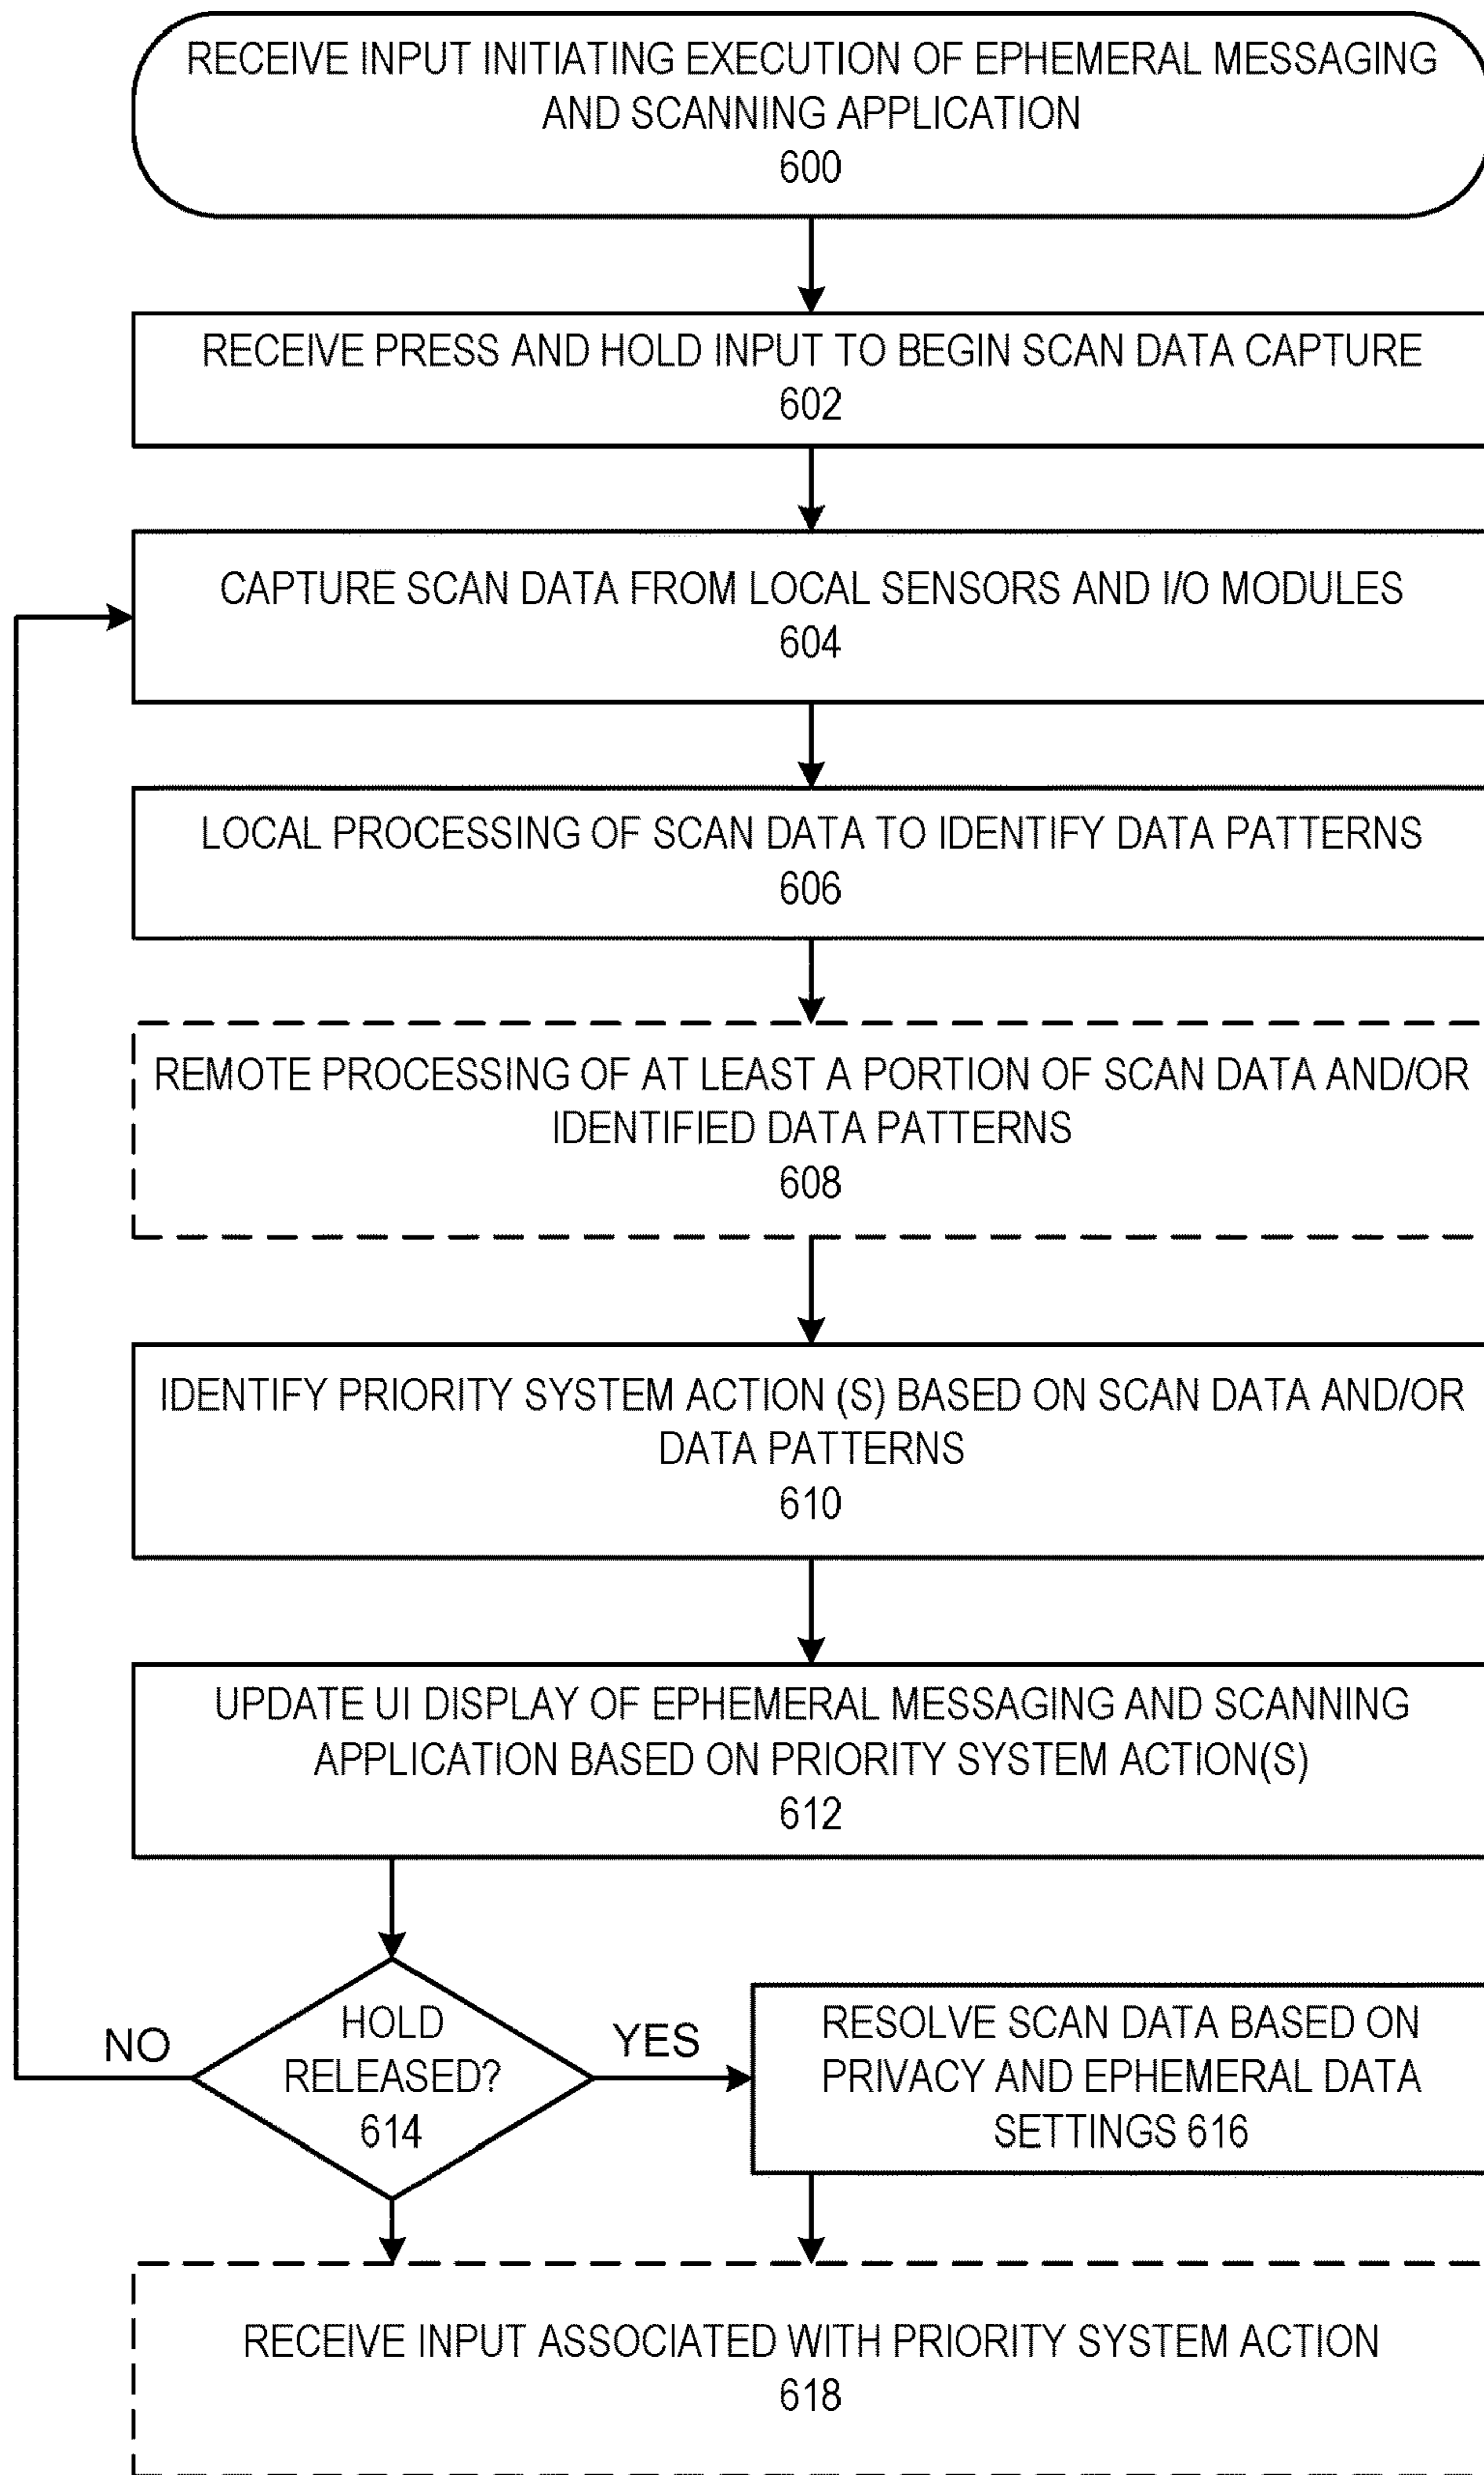 RECEIVE INPUT INITIATING EXECUTION OF EPHEMERAL MESSAGING
AND SCANNING APPLICATION
600
RECEIVE PRESS AND HOLD INPUT TO BEGIN SCAN DATA CAPTURE
602
CAPTURE SCAN DATA FROM LOCAL SENSORS AND I/O MODULES
604
LOCAL PROCESSING OF SCAN DATA TO IDENTIFY DATA PATTERNS
606
REMOTE PROCESSING OF AT LEAST A PORTION OF SCAN DATA AND/OR
IDENTIFIED DATA PATTERNS
608
IDENTIFY PRIORITY SYSTEM ACTION (S) BASED ON SCAN DATA AND/OR
DATA PATTERNS
610
UPDATE UI DISPLAY OF EPHEMERAL MESSAGING AND SCANNING
APPLICATION BASED ON PRIORITY SYSTEM ACTION(S)
612
NO
HOLD
RELEASED?
614
YES
RESOLVE SCAN DATA BASED ON
PRIVACY AND EPHEMERAL DATA
SETTINGS 616
RECEIVE INPUT ASSOCIATED WITH PRIORITY SYSTEM ACTION
618